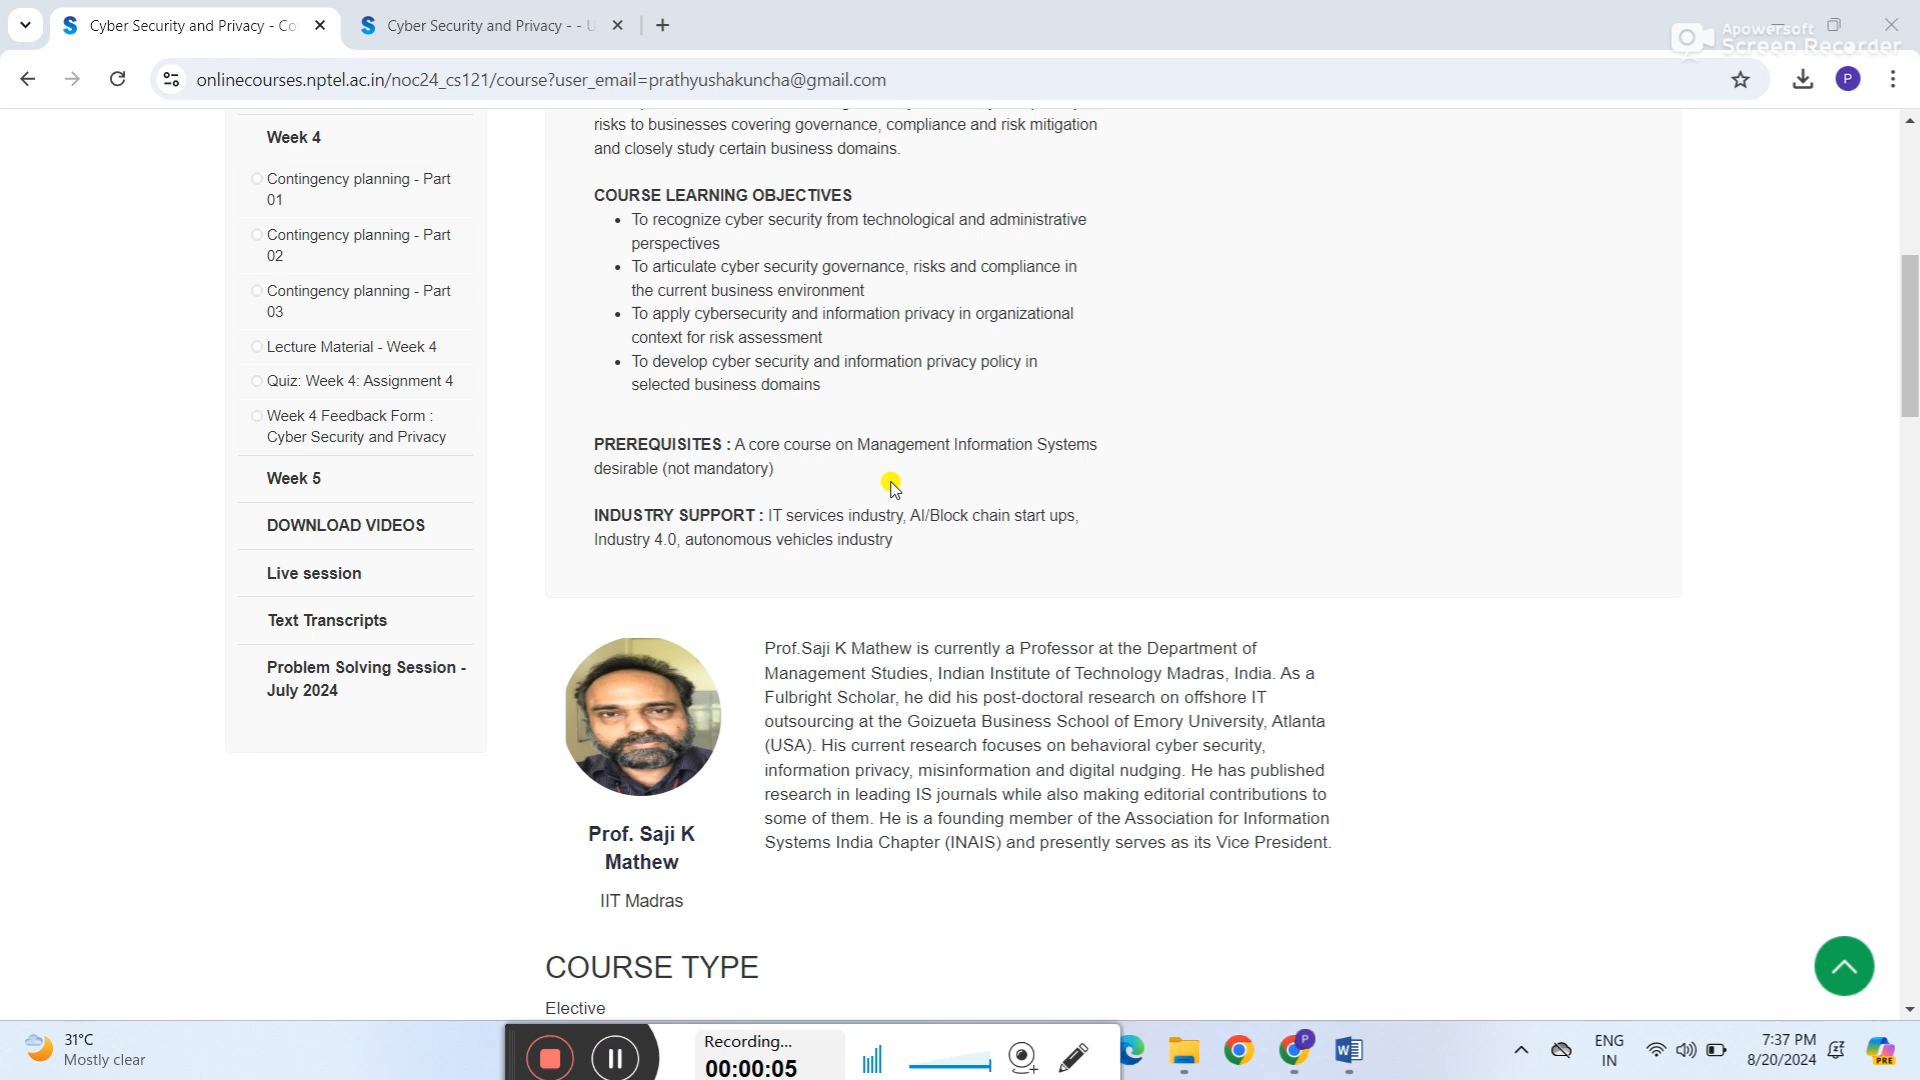 Cyber Security and Privacy - Co
Cyber Security and Privacy - - U
Apowersoft
Screen Recorder
onlinecourses.nptel.ac.in/noc24_cs121/course?user_email=prathyushakuncha@gmail.com
P
Week 4
Contingency planning - Part
01
Contingency planning - Part
02
Contingency planning - Part
03
Lecture Material - Week 4
Quiz: Week 4: Assignment 4
Week 4 Feedback Form :
Cyber Security and Privacy
Week 5
DOWNLOAD VIDEOS
Live session
Text Transcripts
Problem Solving Session -
July 2024
risks to businesses covering governance, compliance and risk mitigation
and closely study certain business domains.
COURSE LEARNING OBJECTIVES
• To recognize cyber security from technological and administrative
perspectives
• To articulate cyber security governance, risks and compliance in
the current business environment
• To apply cybersecurity and information privacy in organizational
context for risk assessment
• To develop cyber security and information privacy policy in
selected business domains
PREREQUISITES : A core course on Management Information Systems
desirable (not mandatory)
INDUSTRY SUPPORT : IT services industry, AI/Block chain start ups,
Industry 4.0, autonomous vehicles industry
Prof. Saji K
Mathew
IIT Madras
Prof.Saji K Mathew is currently a Professor at the Department of
Management Studies, Indian Institute of Technology Madras, India. As a
Fulbright Scholar, he did his post-doctoral research on offshore IT
outsourcing at the Goizueta Business School of Emory University, Atlanta
(USA). His current research focuses on behavioral cyber security,
information privacy, misinformation and digital nudging. He has published
research in leading IS journals while also making editorial contributions to
some of them. He is a founding member of the Association for Information
Systems India Chapter (INAIS) and presently serves as its Vice President.
COURSE TYPE
Elective
31°C
Mostly clear
Recording...
00:00:05
P
ENG
IN
7:37 PM
8/20/2024
PRE